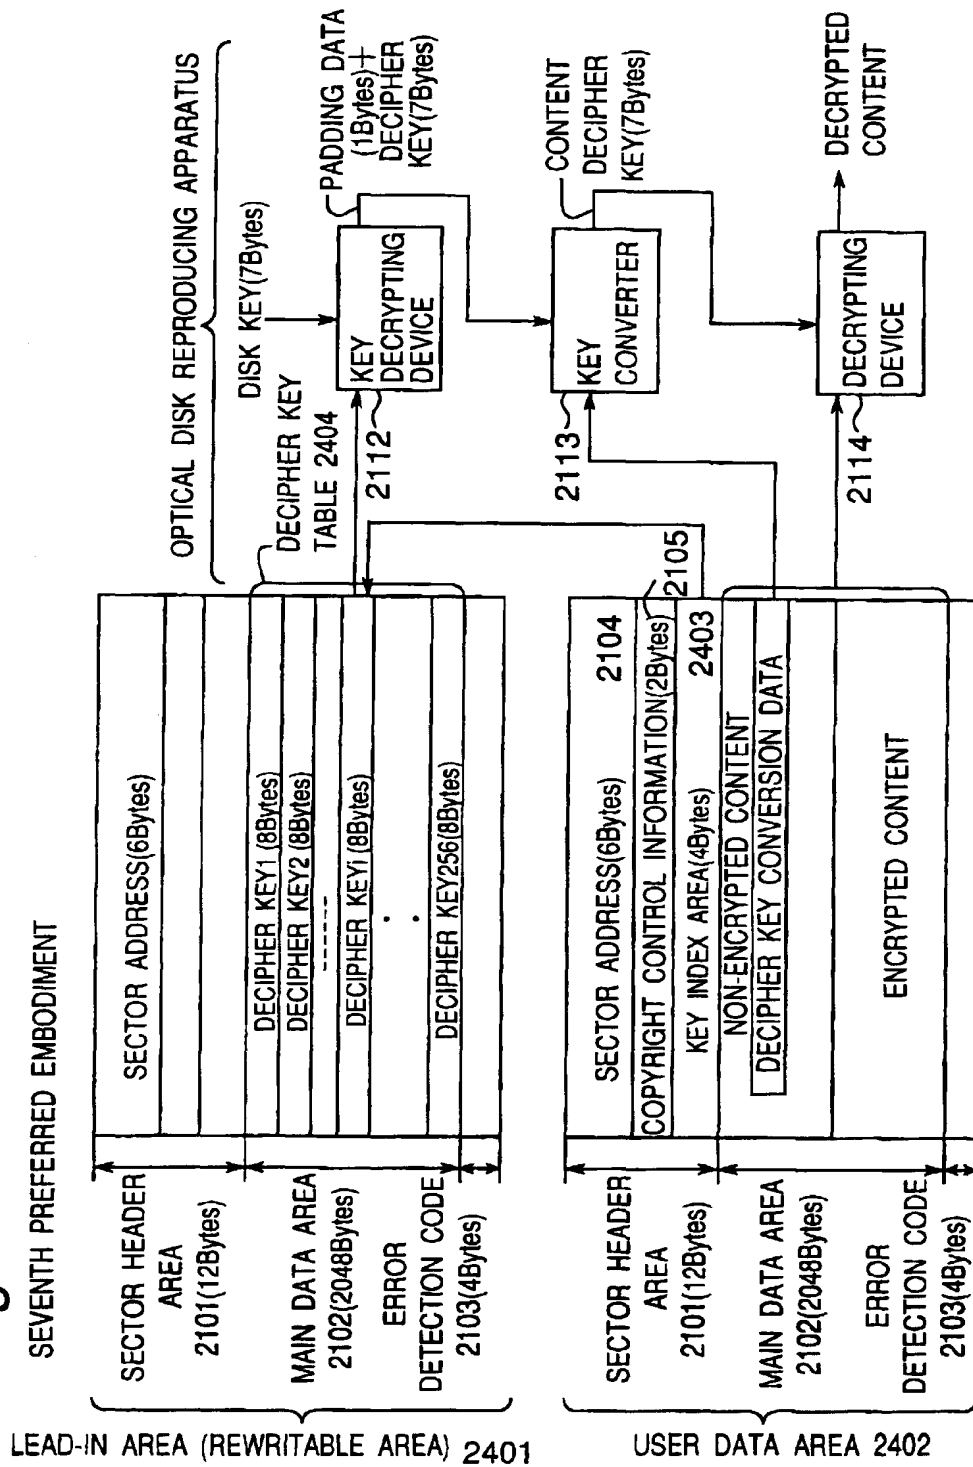 SEVENTH PREFERRED EMBODIMENT
OPTICAL DISK REPRODUCING APPARATUS
LEAD-IN AREA (REWRITABLE AREA) 2401
SECTOR HEADER
AREA
2101(12Bytes)
MAIN DATA AREA
2102(2048Bytes)
ERROR
DETECTION CODE
2103(4Bytes)
SECTOR ADDRESS(6Bytes)
DECIPHER KEY1 (8Bytes)
DECIPHER KEY2 (8Bytes)
DECIPHER KEYi (8Bytes)
DECIPHER KEY256(8Bytes)
DECIPHER KEY
TABLE 2404
DISK KEY(7Bytes)
KEY
DECRYPTING
DEVICE
2112
PADDING DATA
(1Bytes)+
DECIPHER
KEY(7Bytes)
KEY
CONVERTER
2113
CONTENT
DECIPHER
KEY(7Bytes)
DECRYPTING
DEVICE
2114
DECRYPTED
CONTENT
USER DATA AREA 2402
SECTOR HEADER
AREA
2101(12Bytes)
MAIN DATA AREA
2102(2048Bytes)
ERROR
DETECTION CODE
2103(4Bytes)
SECTOR ADDRESS(6Bytes) 2104
COPYRIGHT CONTROL INFORMATION(2Bytes) 2105
KEY INDEX AREA(4Bytes) 2403
NON-ENCRYPTED CONTENT
DECIPHER KEY CONVERSION DATA
ENCRYPTED CONTENT